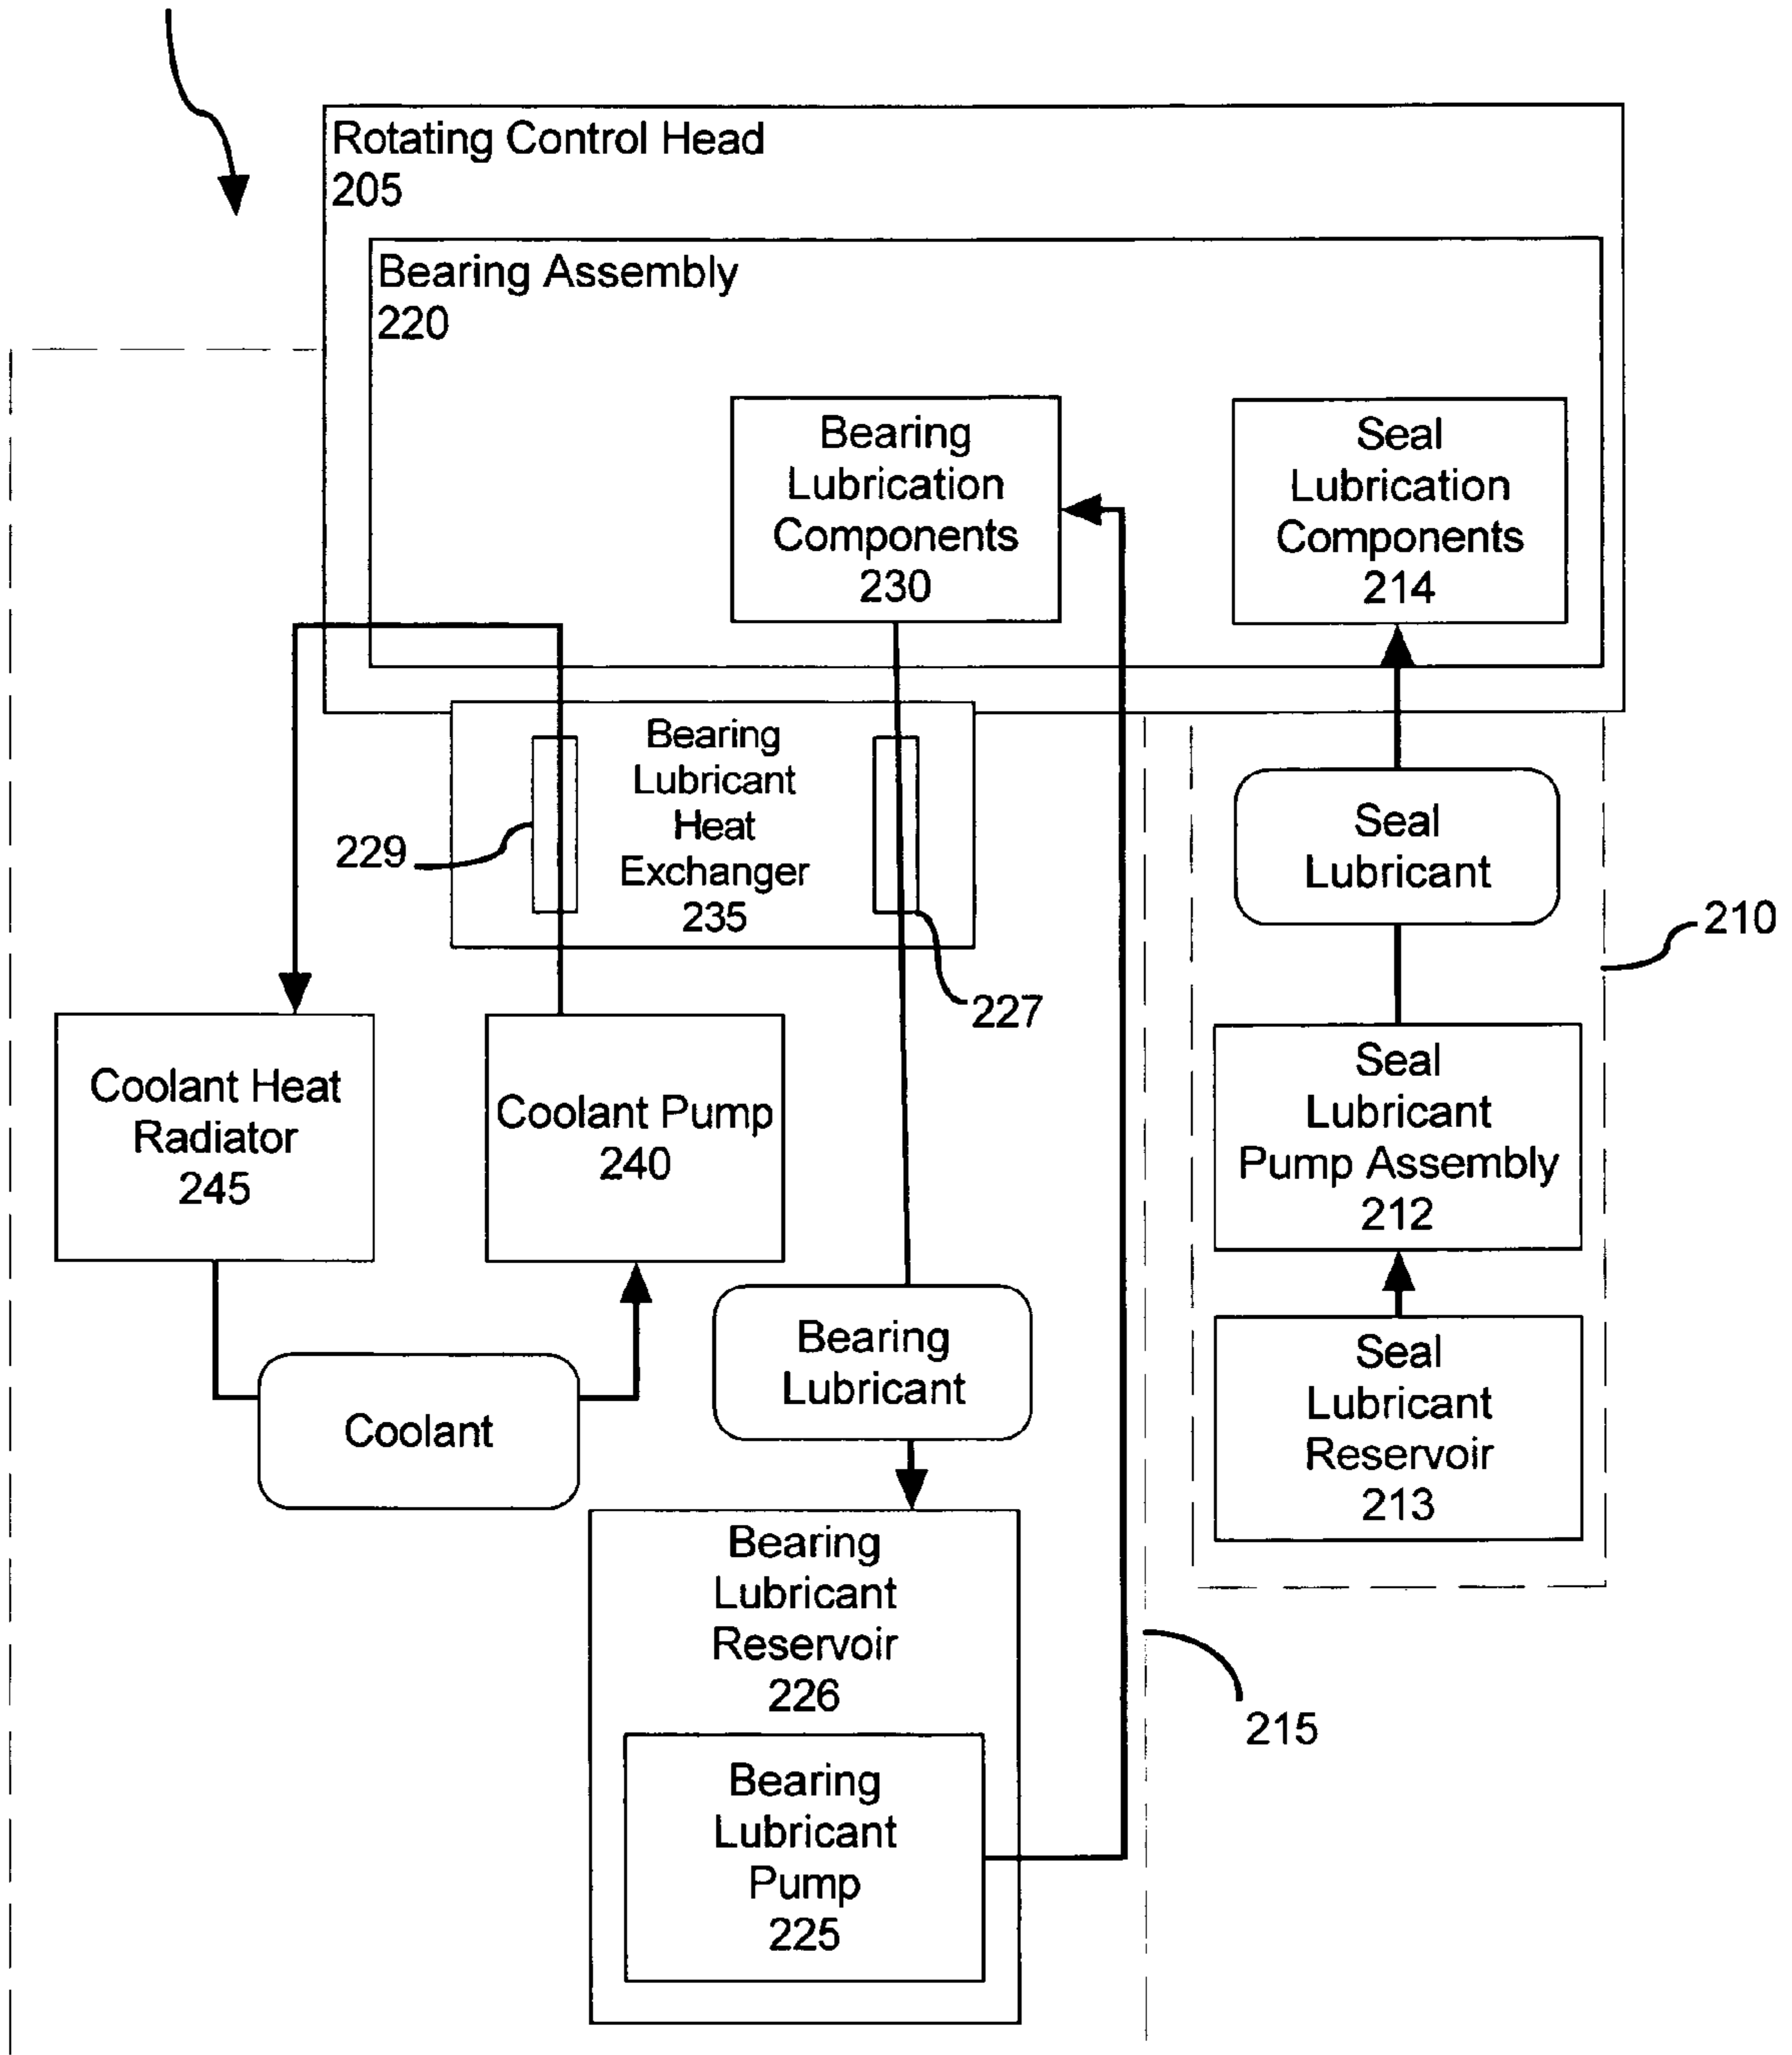 Rotating Control Head
205
Bearing Assembly
220
Bearing
Lubrication
Components
230
Seal
Lubrication
Components
214
Bearing
Lubricant
Heat
Exchanger
235
229
227
Seal
Lubricant
210
Coolant Heat
Radiator
245
Coolant Pump
240
Seal
Lubricant
Pump Assembly
212
Bearing
Lubricant
Coolant
Seal
Lubricant
Reservoir
213
Bearing
Lubricant
Reservoir
226
215
Bearing
Lubricant
Pump
225